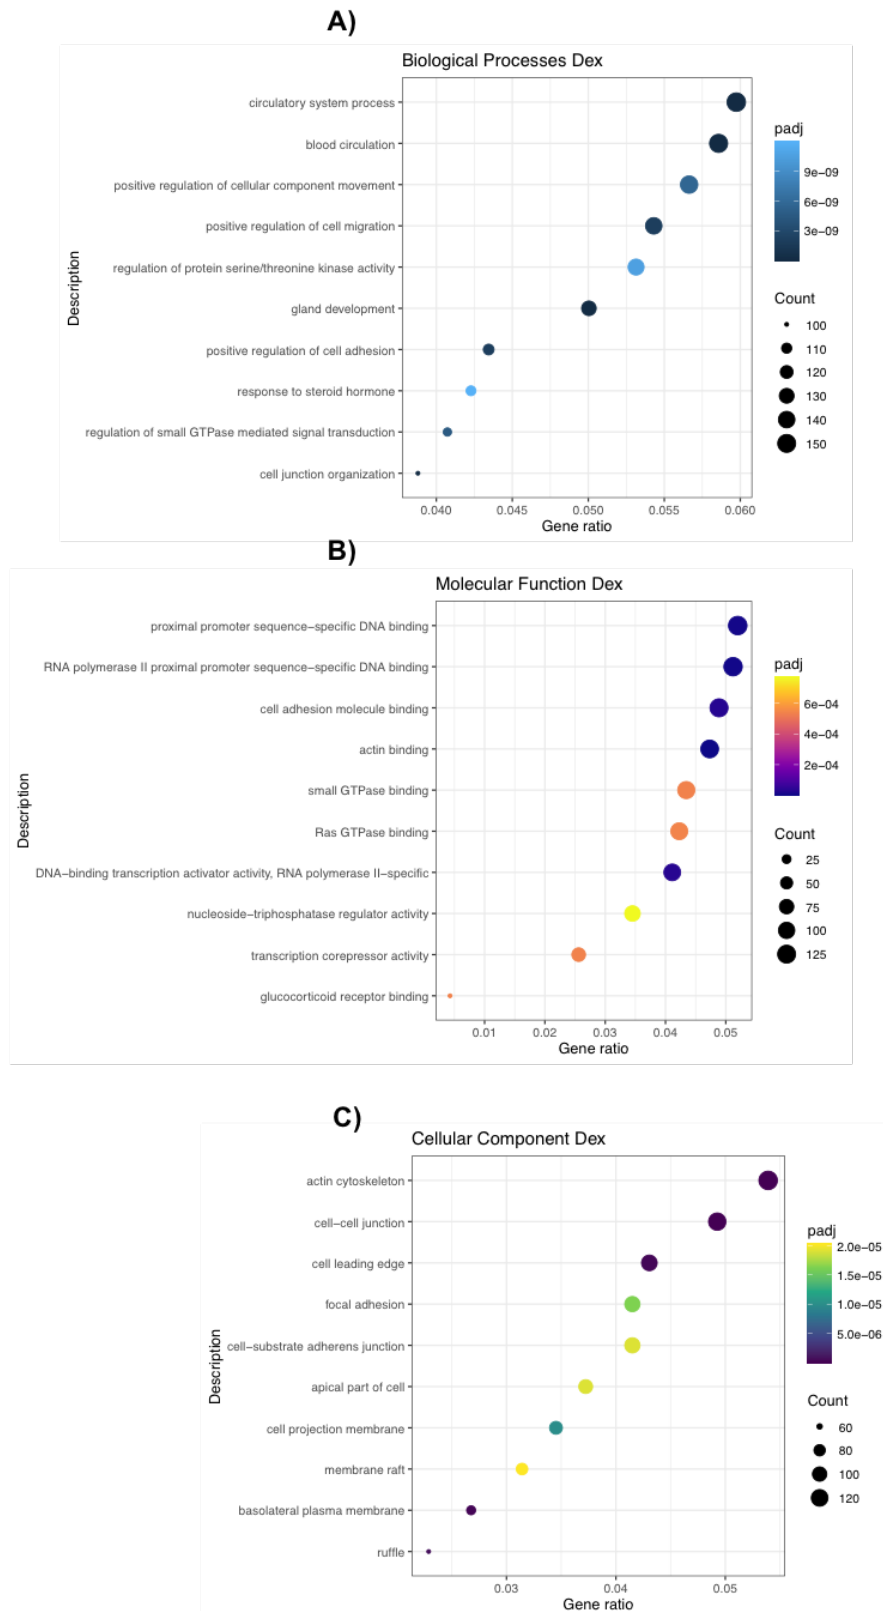 A)
Biological Processes Dex
circulatory system process
blood circulation
positive regulation of cellular component movement
positive regulation of cell migration
regulation of protein serine/threonine kinase activity
gland development
positive regulation of cell adhesion
response to steroid hormone
regulation of small GTPase mediated signal transduction
cell junction organization
Description
0.040 0.045 0.050 0.055 0.060
Gene ratio
padj
9e−09
6e−09
3e−09
Count
100
110
120
130
140
150
B)
Molecular Function Dex
proximal promoter sequence−specific DNA binding
RNA polymerase II proximal promoter sequence−specific DNA binding
cell adhesion molecule binding
actin binding
small GTPase binding
Ras GTPase binding
DNA−binding transcription activator activity, RNA polymerase II−specific
nucleoside−triphosphatase regulator activity
transcription corepressor activity
glucocorticoid receptor binding
Description
0.01 0.02 0.03 0.04 0.05
Gene ratio
padj
6e−04
4e−04
2e−04
Count
25
50
75
100
125
C)
Cellular Component Dex
actin cytoskeleton
cell−cell junction
cell leading edge
focal adhesion
cell−substrate adherens junction
apical part of cell
cell projection membrane
membrane raft
basolateral plasma membrane
ruffle
Description
0.03 0.04 0.05
Gene ratio
padj
2.0e−05
1.5e−05
1.0e−05
5.0e−06
Count
60
80
100
120